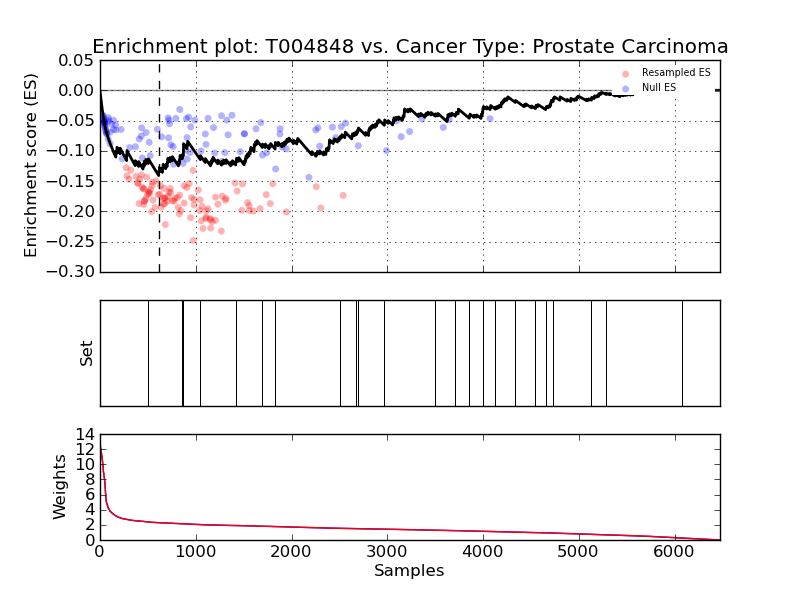 Enrichment plot: T004848 vs. Cancer Type: Prostate Carcinoma
Enrichment score (ES)
0.05
0.00
−0.05
−0.10
−0.15
−0.20
−0.25
−0.30
Resampled ES
Null ES
Set
Weights
14
12
10
8
6
4
2
0
0 1000 2000 3000 4000 5000 6000
Samples